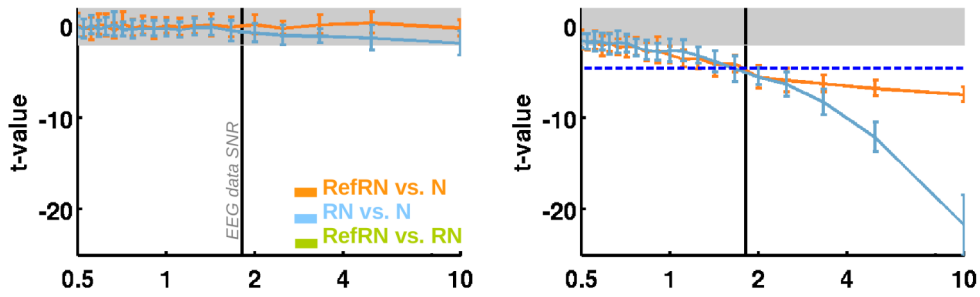 0
-10
-20
t-value
EEG data SNR
RefRN vs. N
RN vs. N
RefRN vs. RN
0.5 1 2 4 10
0
-10
-20
t-value
0.5 1 2 4 10